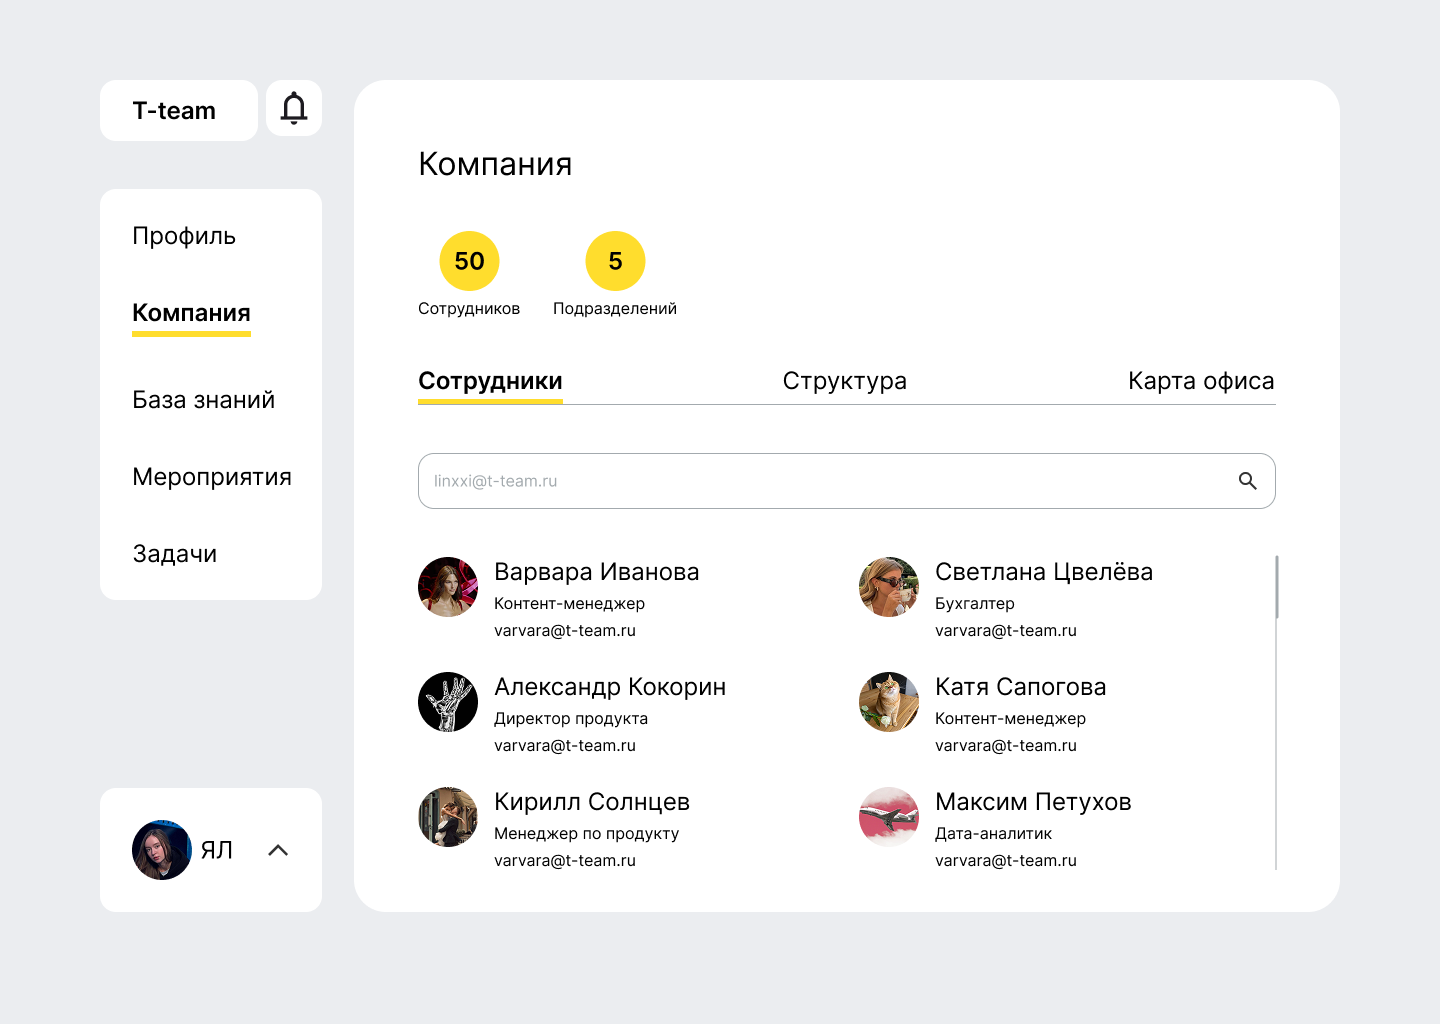 T-team
Профиль
Компания
База знаний
Мероприятия
Задачи
ЯЛ
Компания
50
Сотрудников
5
Подразделений
Сотрудники
Структура
Карта офиса
linxxi@t-team.ru
Варвара Иванова
Контент-менеджер
varvara@t-team.ru
Светлана Цвелёва
Бухгалтер
varvara@t-team.ru
Александр Кокорин
Директор продукта
varvara@t-team.ru
Катя Сапогова
Контент-менеджер
varvara@t-team.ru
Кирилл Солнцев
Менеджер по продукту
varvara@t-team.ru
Максим Петухов
Дата-аналитик
varvara@t-team.ru